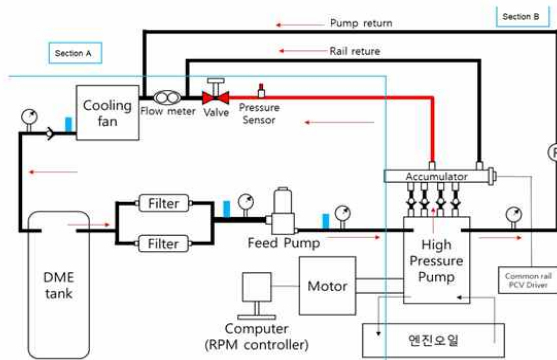 Section A
Section B
Pump return
Rail reture
Cooling
fan
Flow meter
Valve
Pressure
Sensor
Accumulator
Filter
Filter
Feed Pump
High
Pressure
Pump
DME
tank
Motor
Computer
(RPM controller)
Common rail
PCV Driver
엔진오일